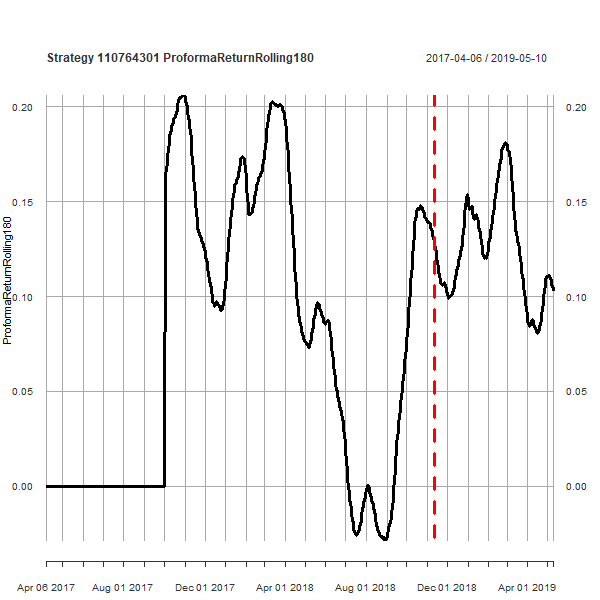 Strategy 110764301 ProformaReturnRolling180
2017-04-06 / 2019-05-10
ProformaReturnRolling180
0.20
0.15
0.10
0.05
0.00
0.20
0.15
0.10
0.05
0.00
Apr 06 2017
Aug 01 2017
Dec 01 2017
Apr 01 2018
Aug 01 2018
Dec 01 2018
Apr 01 2019